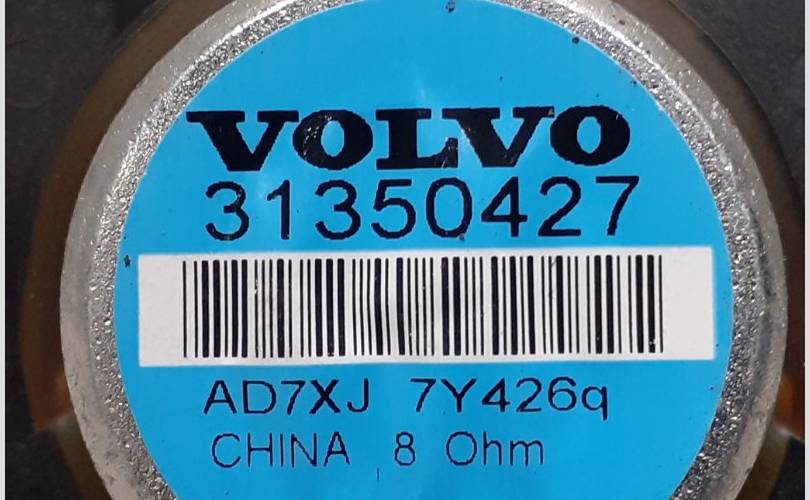 VOLVO
31350427
AD7XJ 7Y426q
CHINA 8 Ohm